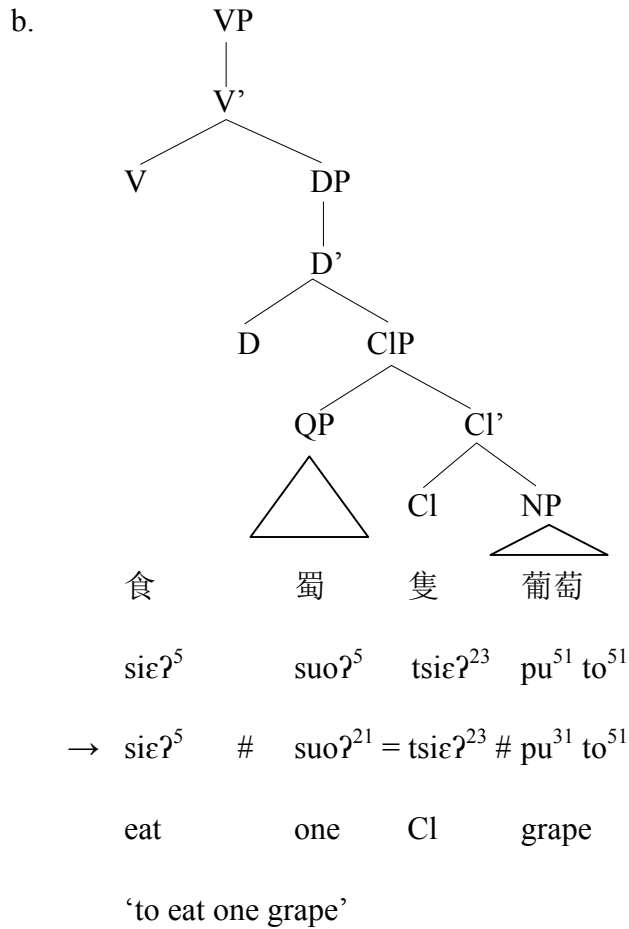 b. VP
V’
V DP
D’
D ClP
QP Cl’
Cl NP
食 蜀 隻 葡萄
siɛʔ⁵ suoʔ⁵ tsiɛʔ²³ pu⁵¹ to⁵¹
→ siɛʔ⁵ # suoʔ²¹ = tsiɛʔ²³ # pu³¹ to⁵¹
eat one Cl grape
‘to eat one grape’